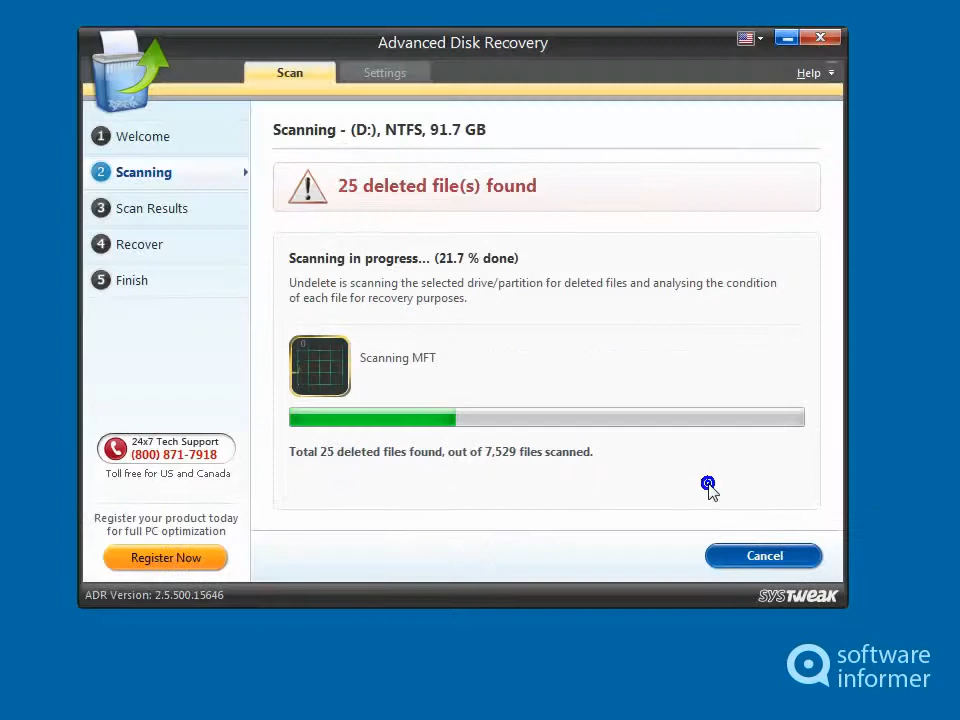 Advanced Disk Recovery
Scan
Settings
Help
1 Welcome
2 Scanning
3 Scan Results
4 Recover
5 Finish
Scanning - (D:), NTFS, 91.7 GB
25 deleted file(s) found
Scanning in progress... (21.7 % done)
Undelete is scanning the selected drive/partition for deleted files and analysing the condition
of each file for recovery purposes.
0
Scanning MFT
Total 25 deleted files found, out of 7,529 files scanned.
24x7 Tech Support
(800) 871-7918
Toll free for US and Canada
Register your product today
for full PC optimization
Register Now
Cancel
ADR Version: 2.5.500.15646
SYSTWEAK
software
informer